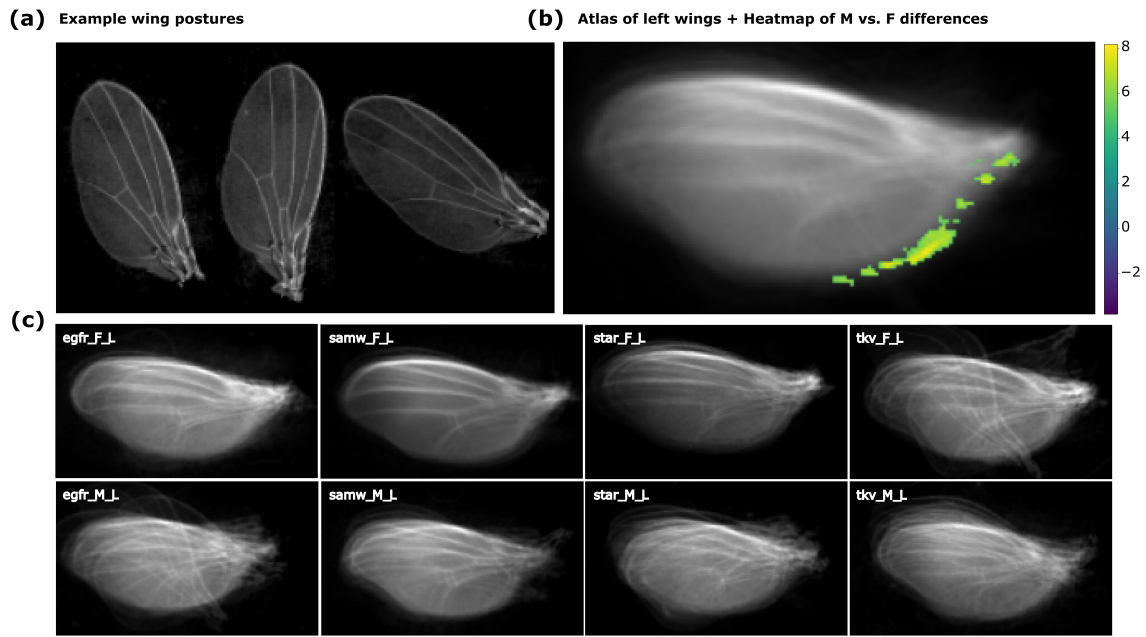 (a) Example wing postures
(b) Atlas of left wings + Heatmap of M vs. F differences
8
6
4
2
0
−2
(c)
egfr_F_L
samw_F_L
star_F_L
tkv_F_L
egfr_M_L
samw_M_L
star_M_L
tkv_M_L